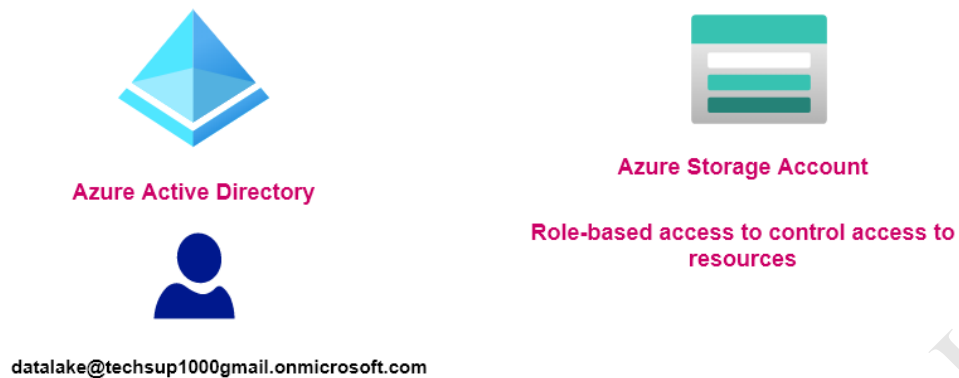 Azure Active Directory
datalake@techsup1000gmail.onmicrosoft.com
Azure Storage Account
Role-based access to control access to
resources